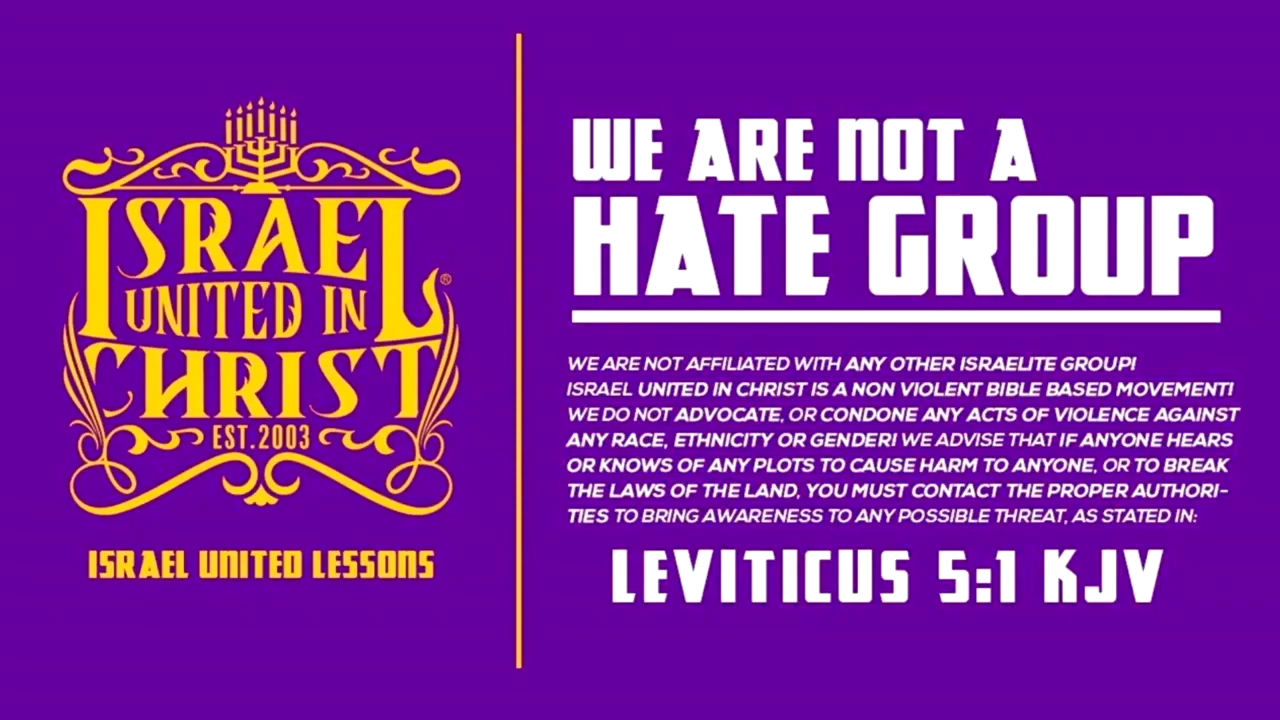 ISRAEL
UNITED IN
CHRIST
®
EST. 2003
ISRAEL UNITED LESSONS
WE ARE NOT A
HATE GROUP
WE ARE NOT AFFILIATED WITH ANY OTHER ISRAELITE GROUP!
ISRAEL UNITED IN CHRIST IS A NON VIOLENT BIBLE BASED MOVEMENT!
WE DO NOT ADVOCATE, OR CONDONE ANY ACTS OF VIOLENCE AGAINST
ANY RACE, ETHNICITY OR GENDER! WE ADVISE THAT IF ANYONE HEARS
OR KNOWS OF ANY PLOTS TO CAUSE HARM TO ANYONE, OR TO BREAK
THE LAWS OF THE LAND, YOU MUST CONTACT THE PROPER AUTHORI-
TIES TO BRING AWARENESS TO ANY POSSIBLE THREAT, AS STATED IN:
LEVITICUS 5:1 KJV